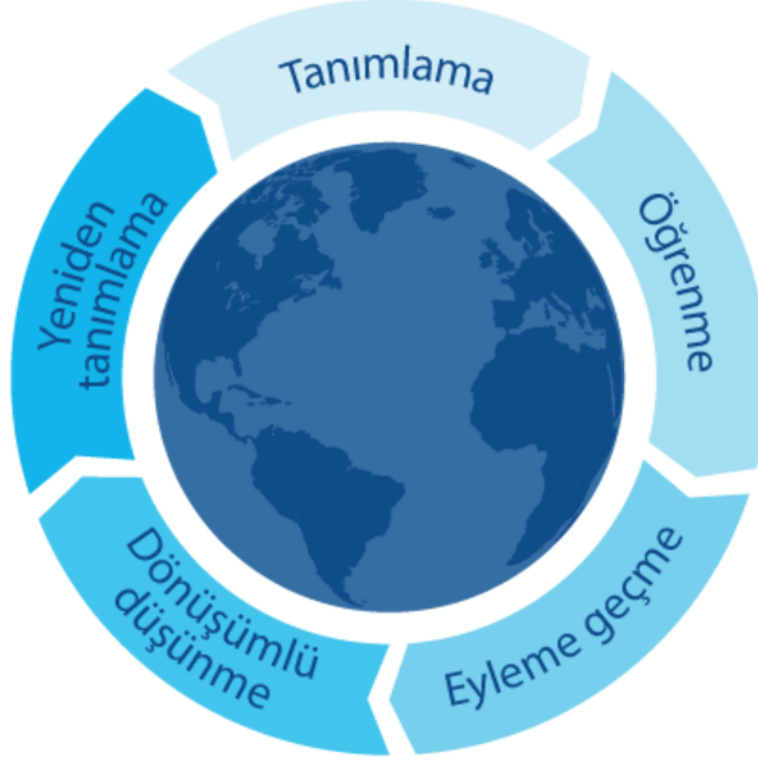 Tanımlama
Öğrenme
Eyleme geçme
Dönüşümlü
düşünme
Yeniden
tanımlama